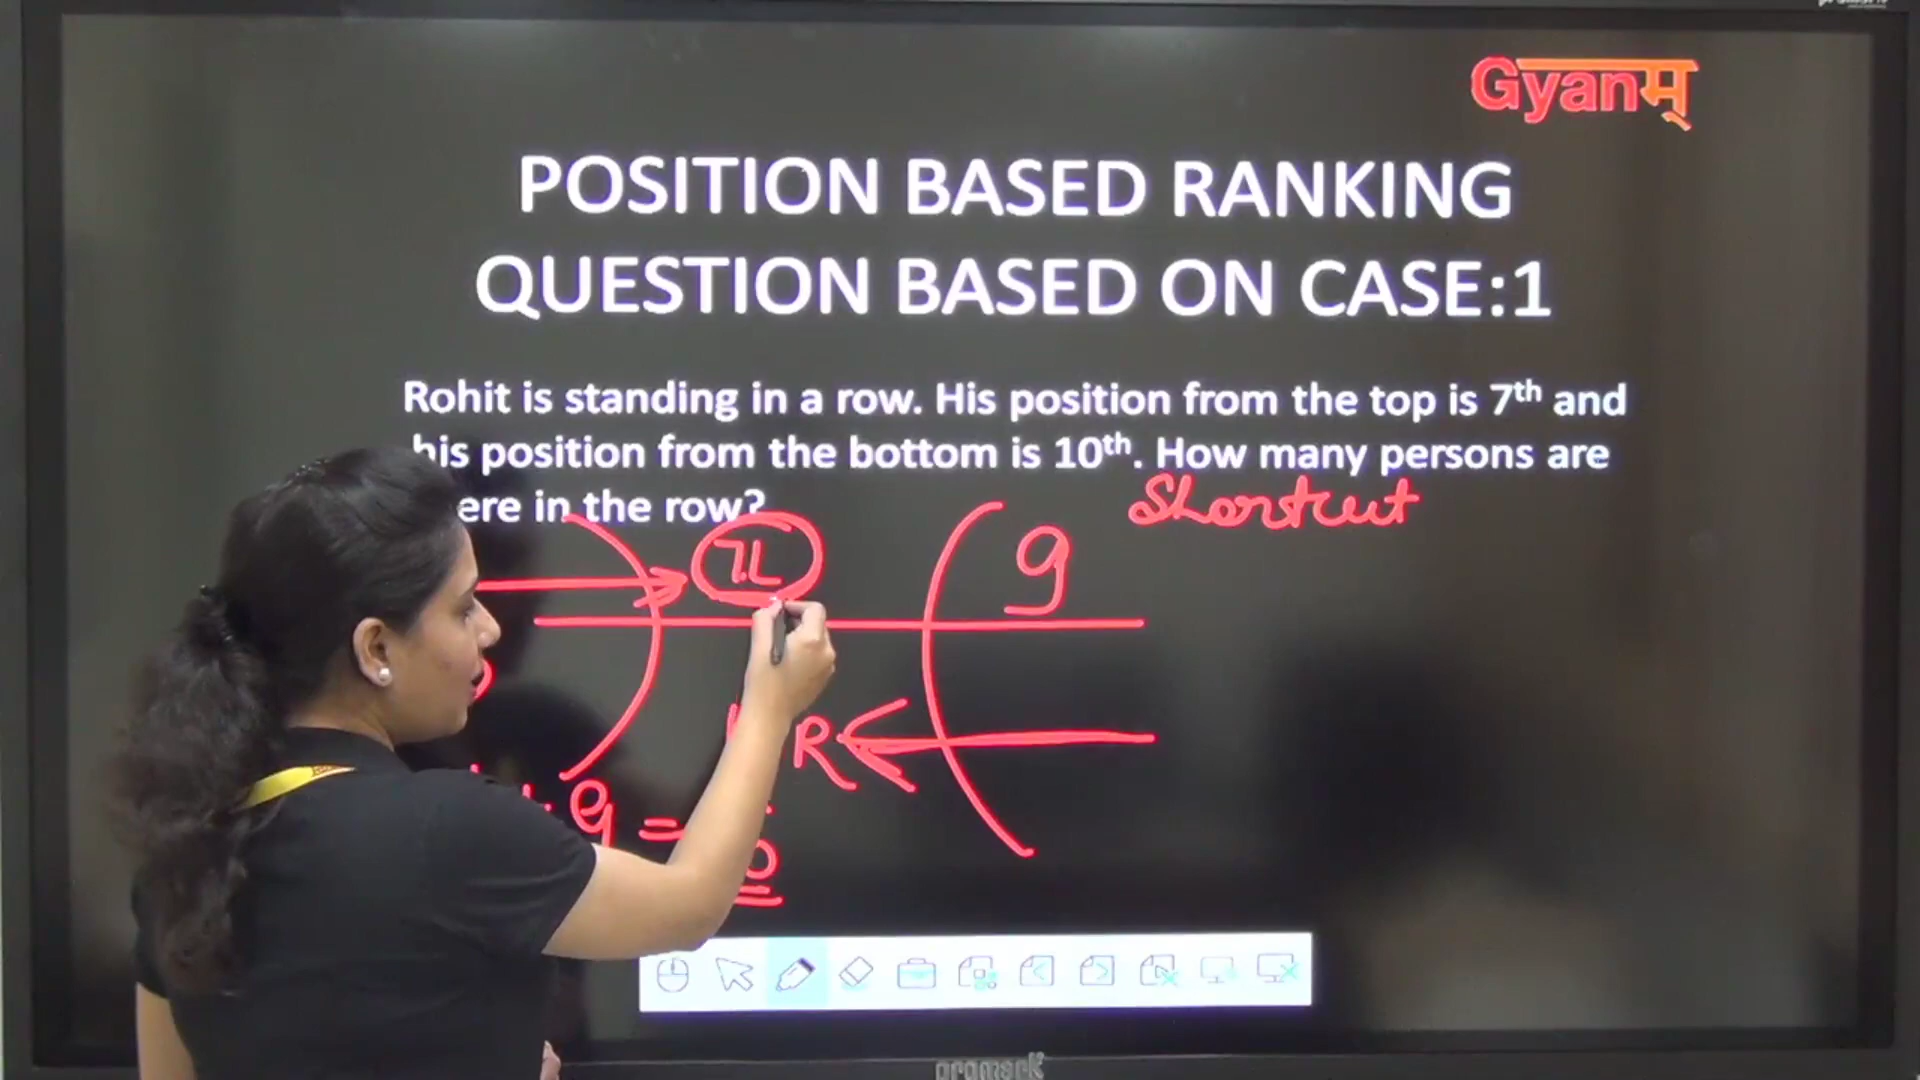 Gyanम्
POSITION BASED RANKING
QUESTION BASED ON CASE:1
Rohit is standing in a row. His position from the top is 7th and
his position from the bottom is 10th. How many persons are
ere in the row?
Shortcut
7L
9
R
9 =